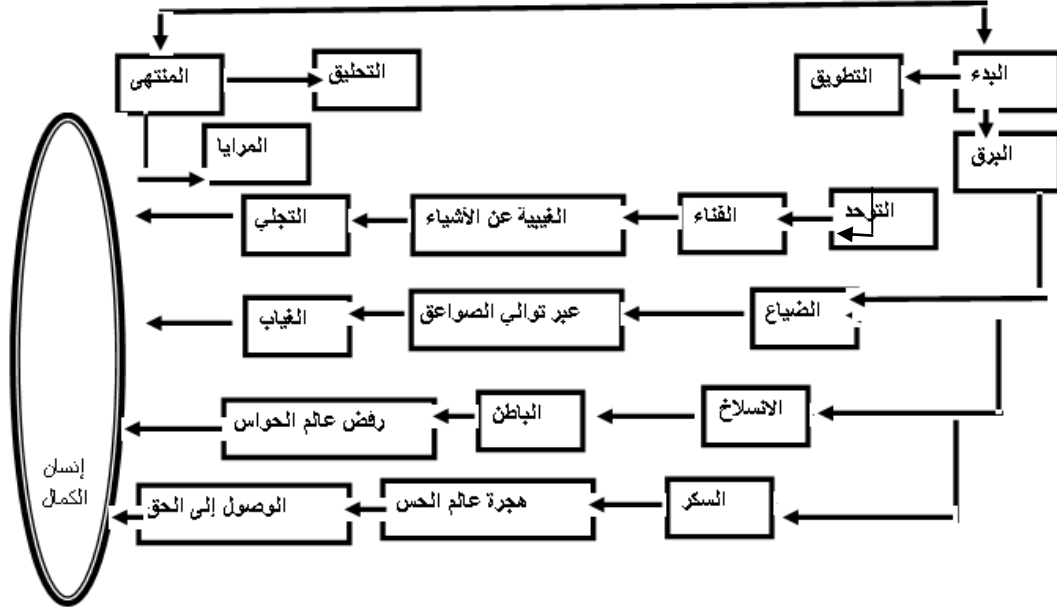 البدء
التطويق
التحليق
المنتهى
البرق
المرايا
التوحد
الفناء
الغيبية عن الأشياء
التجلي
الضياع
عبر توالي الصواعق
الغياب
الانسلاخ
الباطن
رفض عالم الحواس
السكر
هجرة عالم الحس
الوصول إلى الحق
إنسان
الكمال